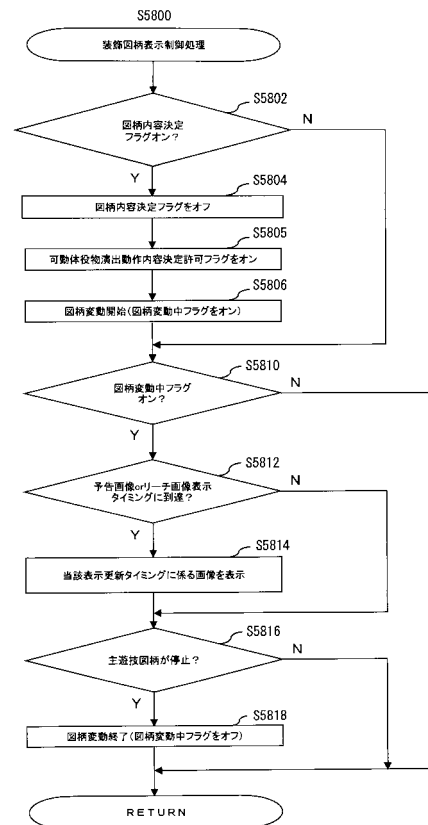 S5800
装飾図柄表示制御処理
S5802
図柄内容決定
フラグオン?
N
Y
S5804
図柄内容決定フラグをオフ
S5805
可動体役物演出動作内容決定許可フラグをオン
S5806
図柄変動開始(図柄変動中フラグをオン)
S5810
図柄変動中フラグ
オン?
N
Y
S5812
予告画像orリーチ画像表示
タイミングに到達?
N
Y
S5814
当該表示更新タイミングに係る画像を表示
S5816
主遊技図柄が停止?
N
Y
S5818
図柄変動終了(図柄変動中フラグをオフ)
RETURN